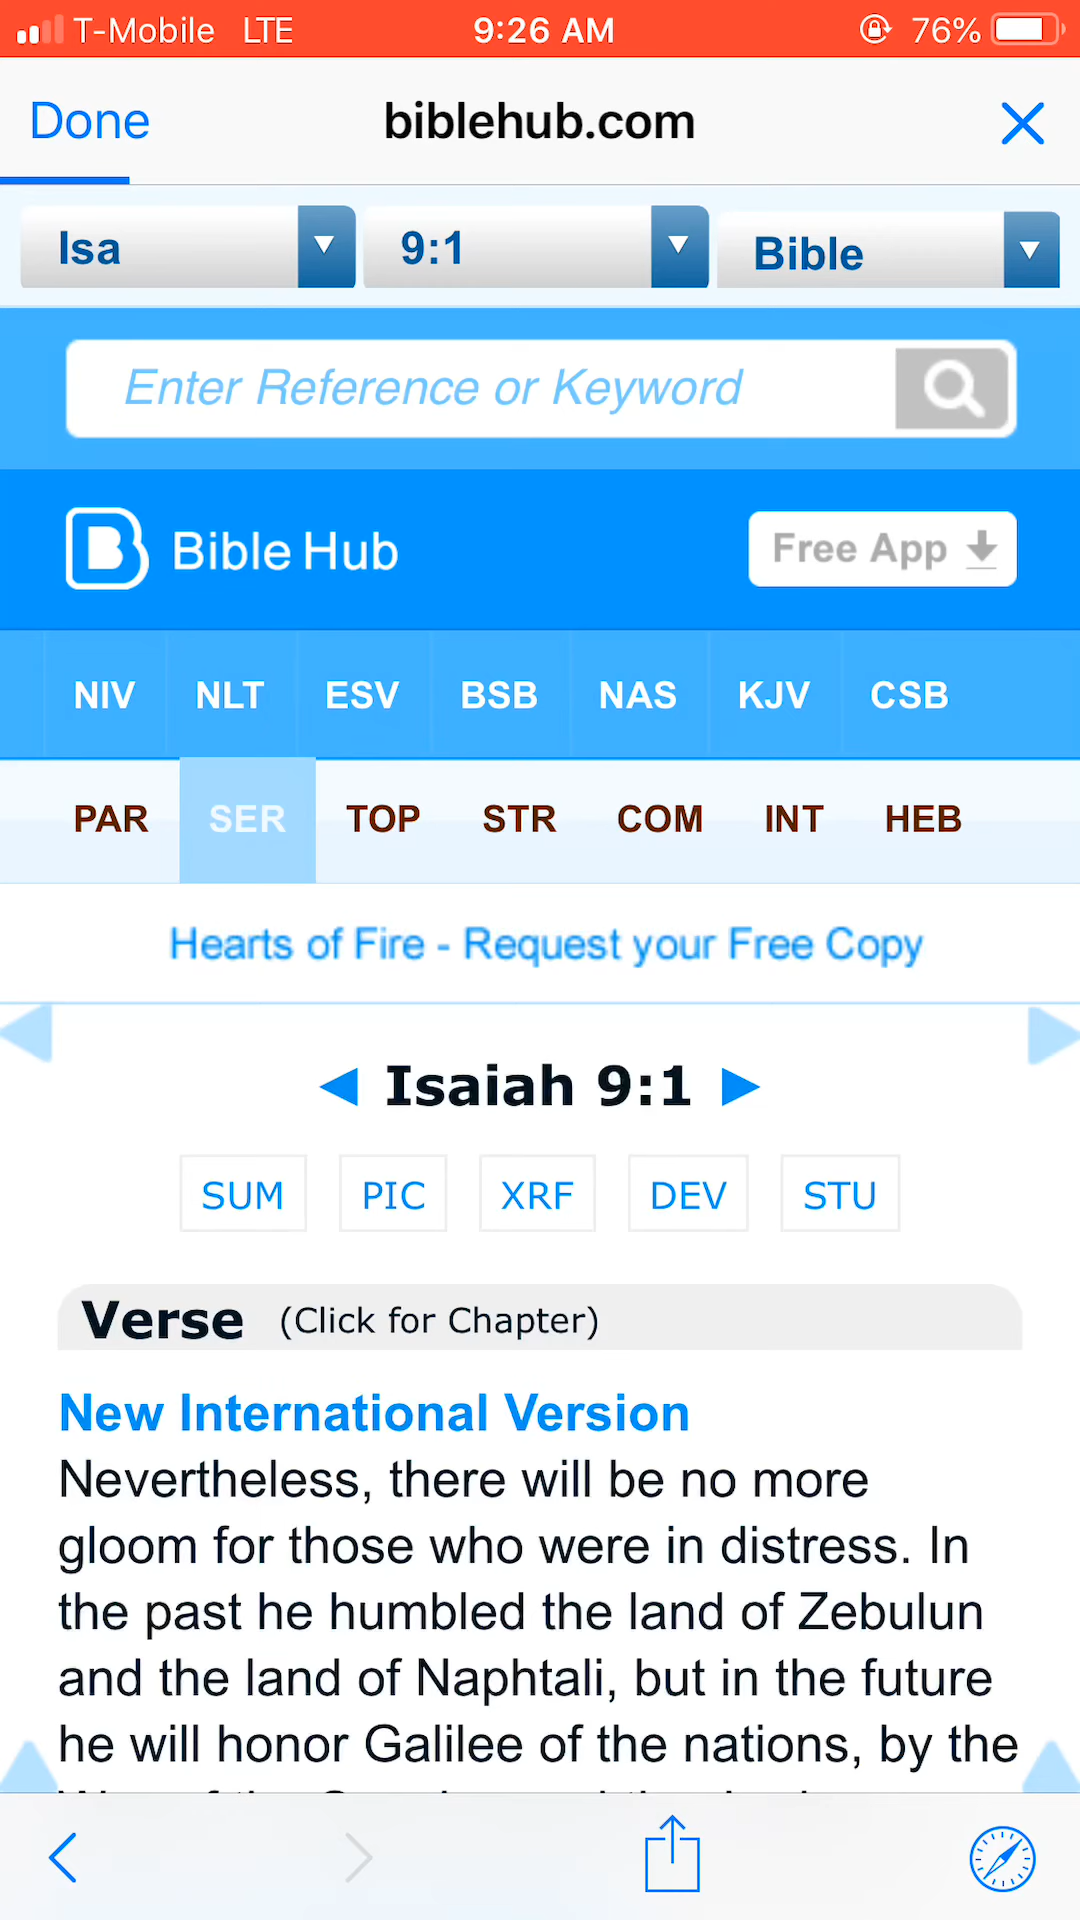 T-Mobile LTE 9:26 AM 76%
Done biblehub.com
Isa 9:1 Bible
Enter Reference or Keyword
Bible Hub Free App
NIV NLT ESV BSB NAS KJV CSB
PAR SER TOP STR COM INT HEB
Hearts of Fire - Request your Free Copy
Isaiah 9:1
SUM PIC XRF DEV STU
Verse (Click for Chapter)
New International Version
Nevertheless, there will be no more
gloom for those who were in distress. In
the past he humbled the land of Zebulun
and the land of Naphtali, but in the future
he will honor Galilee of the nations, by the